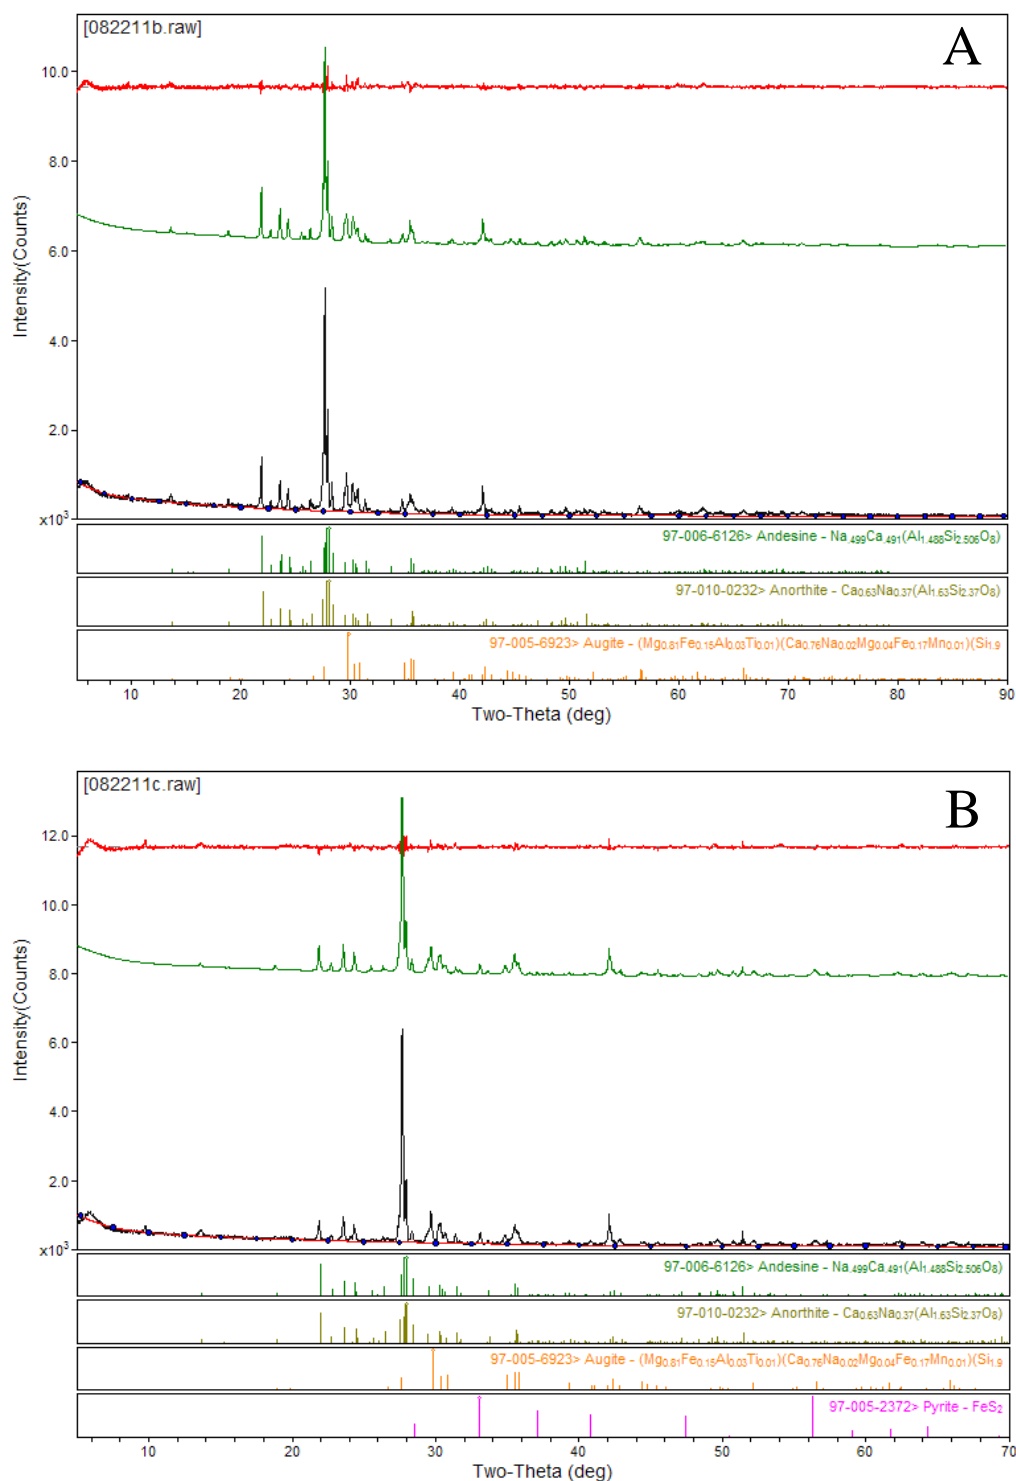 [082211b.raw]
A
10.0
8.0
6.0
4.0
2.0
x10³
Intensity(Counts)
97-006-6126> Andesine - Na.499Ca.491(Al1.488Si2.506O8)
97-010-0232> Anorthite - Ca0.63Na0.37(Al1.63Si2.37O8)
97-005-6923> Augite - (Mg0.81Fe0.15Al0.03Ti0.01)(Ca0.76Na0.02Mg0.04Fe0.17Mn0.01)(Si1.9
10 20 30 40 50 60 70 80 90
Two-Theta (deg)
[082211c.raw]
B
12.0
10.0
8.0
6.0
4.0
2.0
x10³
Intensity(Counts)
97-006-6126> Andesine - Na.499Ca.491(Al1.488Si2.506O8)
97-010-0232> Anorthite - Ca0.63Na0.37(Al1.63Si2.37O8)
97-005-6923> Augite - (Mg0.81Fe0.15Al0.03Ti0.01)(Ca0.76Na0.02Mg0.04Fe0.17Mn0.01)(Si1.9
97-005-2372> Pyrite - FeS2
10 20 30 40 50 60 70
Two-Theta (deg)